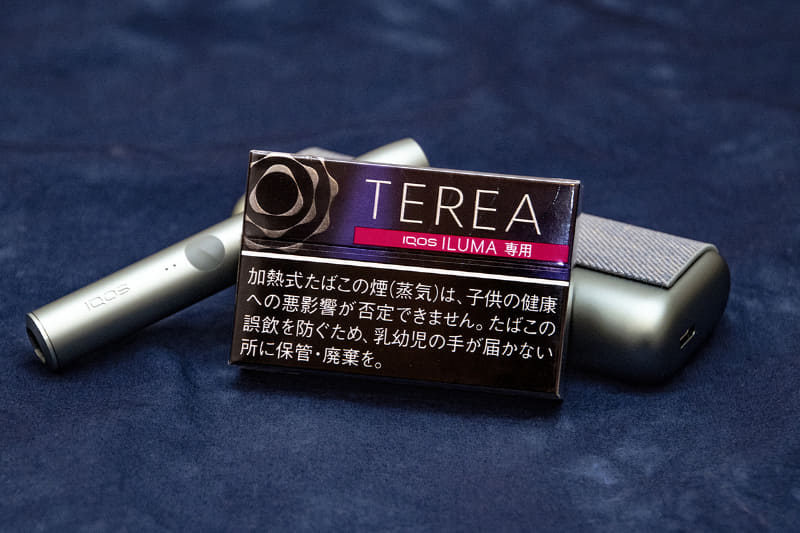 TEREA
IQOS ILUMA 専用
加熱式たばこの煙(蒸気)は、子供の健康
への悪影響が否定できません。たばこの
誤飲を防ぐため、乳幼児の手が届かない
所に保管・廃棄を。
IQOS